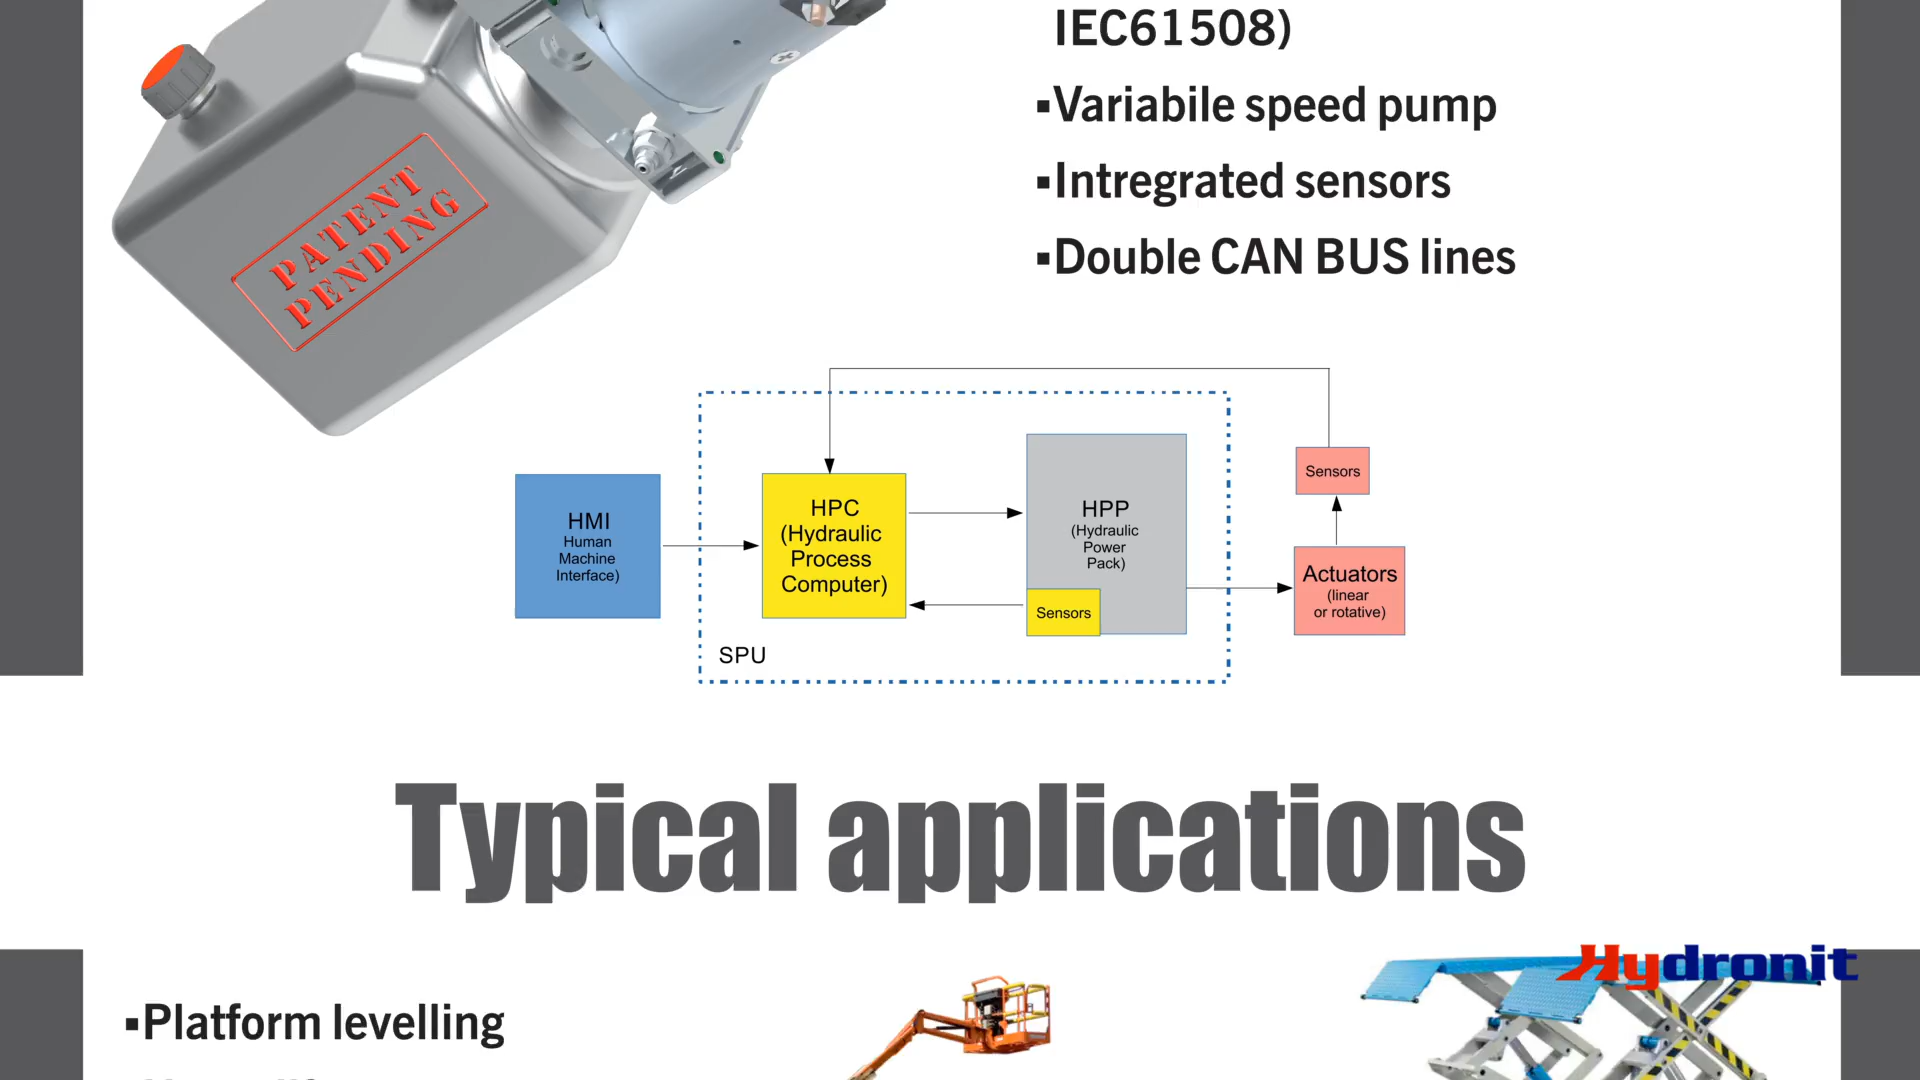 IEC61508)
▪Variabile speed pump
▪Intregrated sensors
▪Double CAN BUS lines
PATENT
PENDING
HMI
Human
Machine
Interface)
HPC
(Hydraulic
Process
Computer)
HPP
(Hydraulic
Power
Pack)
Sensors
SPU
Sensors
Actuators
(linear
or rotative)
Typical applications
▪Platform levelling
Hydronit